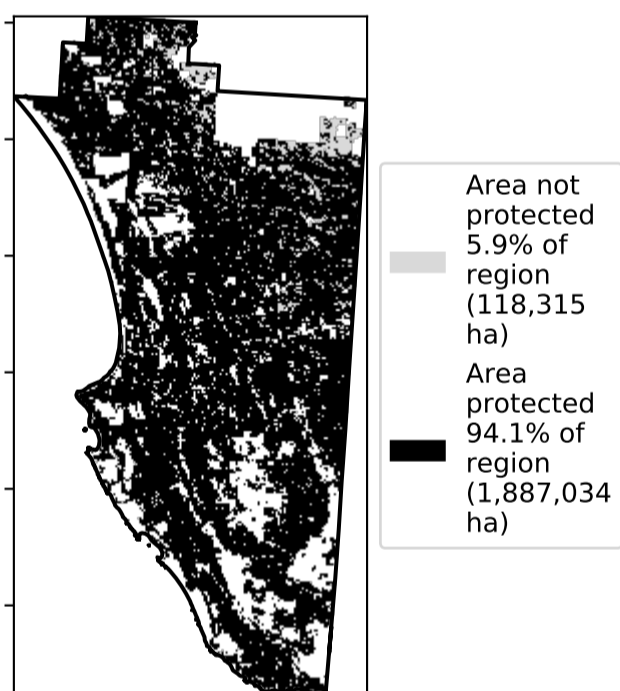 Area not
protected
5.9% of
region
(118,315
ha)
Area
protected
94.1% of
region
(1,887,034
ha)